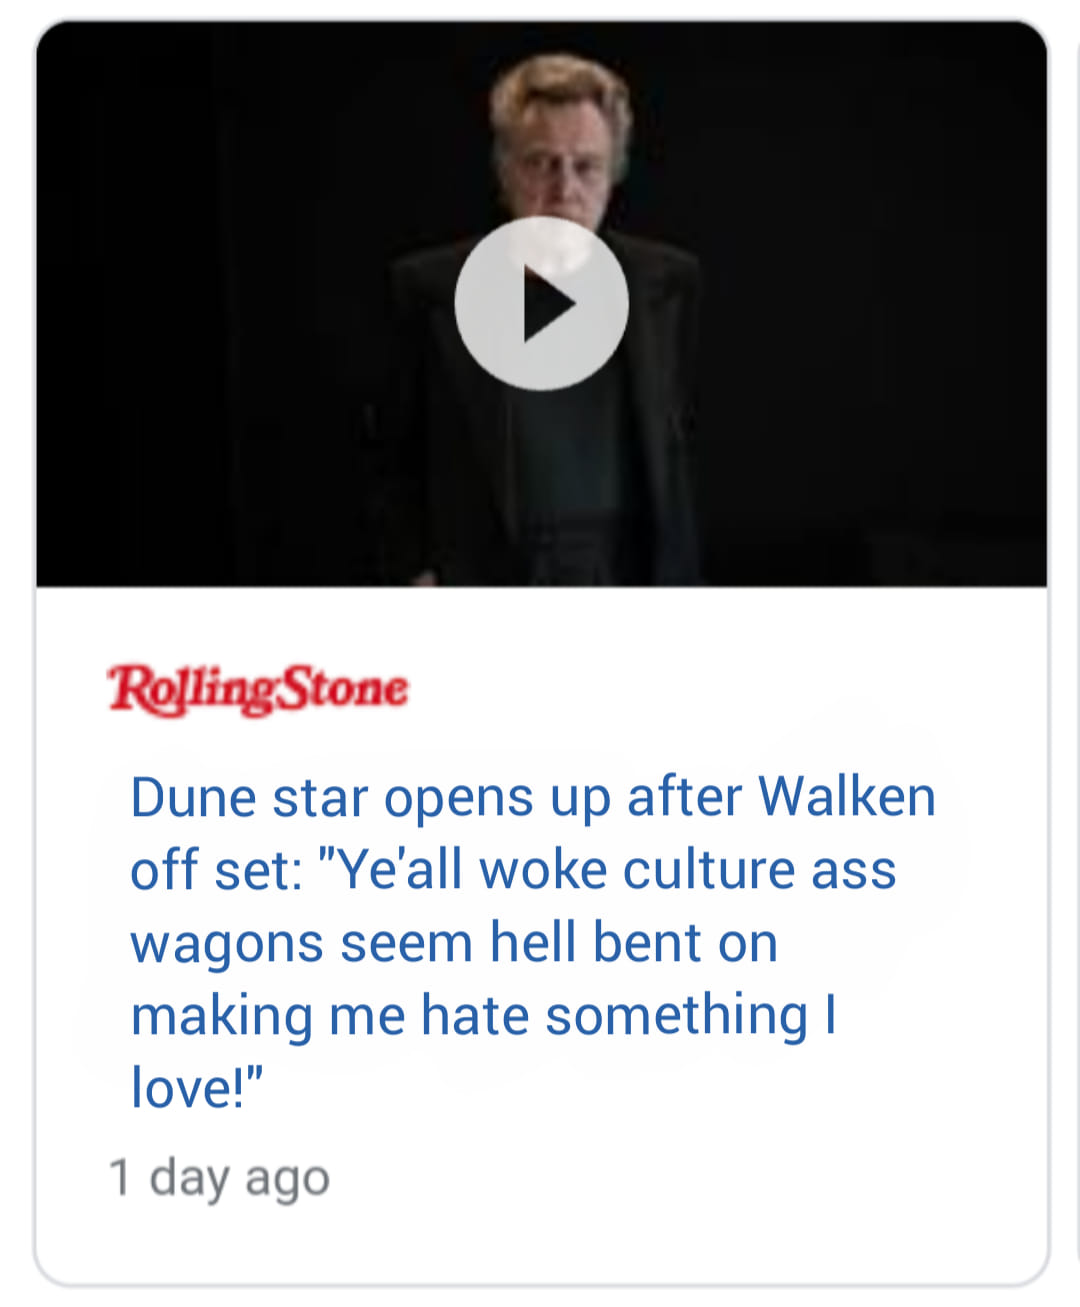 RollingStone
Dune star opens up after Walken
off set: "Ye'all woke culture ass
wagons seem hell bent on
making me hate something I
love!"
1 day ago